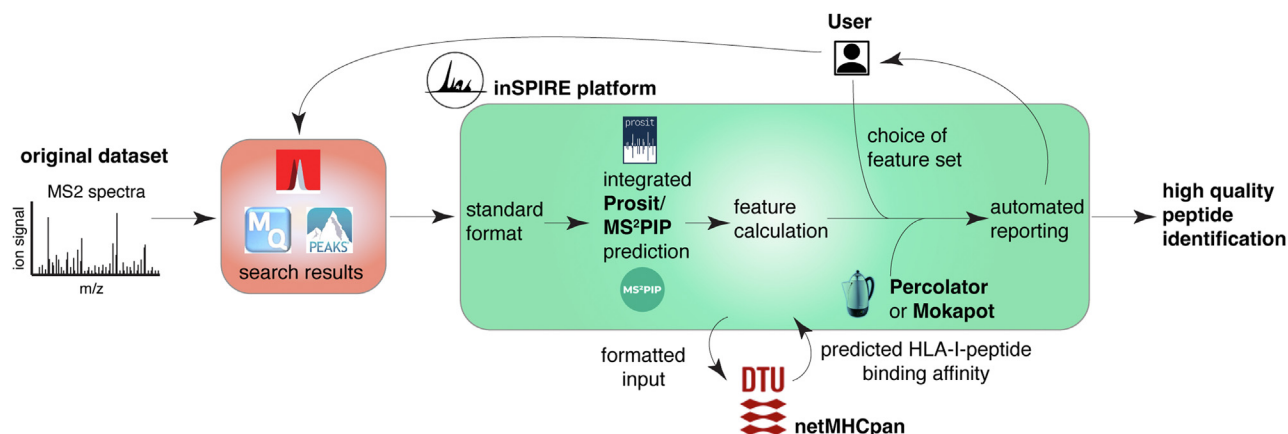 User
inSPIRE platform
original dataset
MS2 spectra
ion signal
m/z
M
Q
PEAKS
search results
standard
format
prosit
integrated
Prosit/
MS²PIP
prediction
MS²PIP
feature
calculation
choice of
feature set
Percolator
or Mokapot
automated
reporting
high quality
peptide
identification
formatted
input
DTU
netMHCpan
predicted HLA-I-peptide
binding affinity